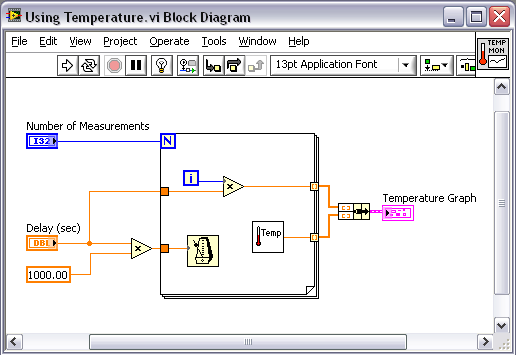 Using Temperature.vi Block Diagram
File Edit View Project Operate Tools Window Help
13pt Application Font
TEMP
MON
Number of Measurements
I32
N
i
x
Temperature Graph
Delay (sec)
DBL
x
Temp
1000.00